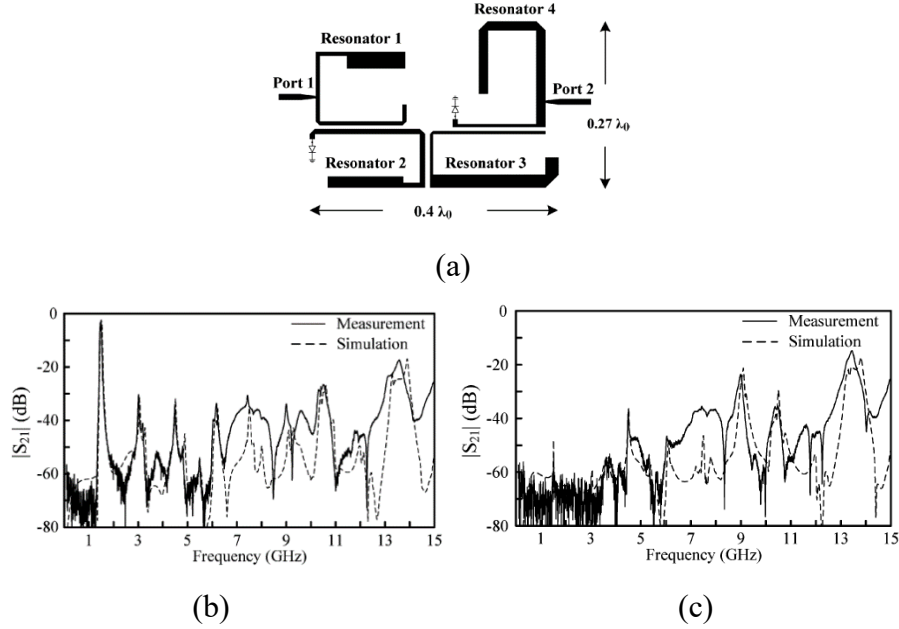 Resonator 4
Resonator 1
Port 1
Port 2
0.27 λ₀
Resonator 2
Resonator 3
0.4 λ₀
(a)
0
-20
-40
-60
-80
|S₂₁| (dB)
Measurement
Simulation
1 3 5 7 9 11 13 15
Frequency (GHz)
(b)
0
-20
-40
-60
-80
|S₂₁| (dB)
Measurement
Simulation
1 3 5 7 9 11 13 15
Frequency (GHz)
(c)